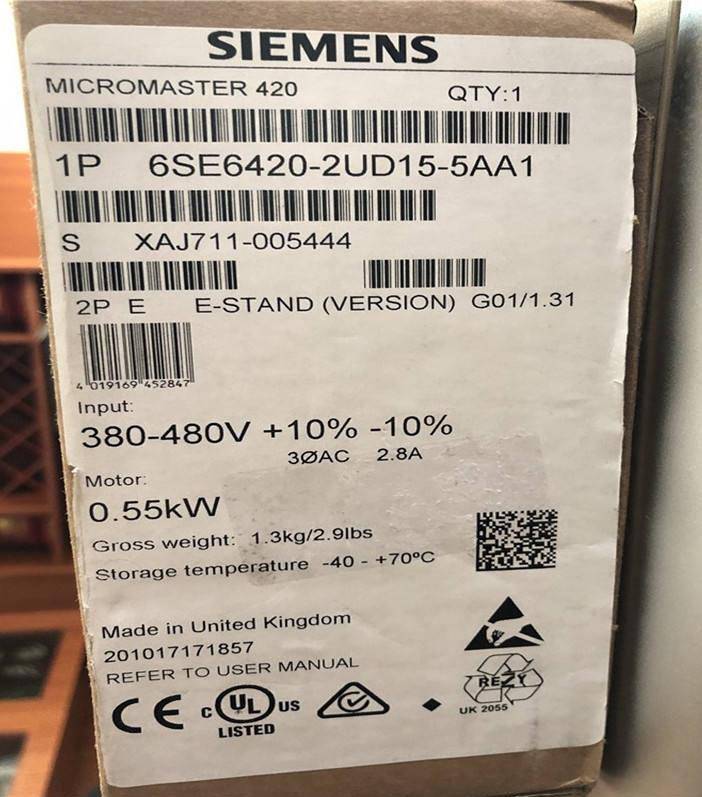 SIEMENS
MICROMASTER 420 QTY:1
1P 6SE6420-2UD15-5AA1
S XAJ711-005444
2P E E-STAND (VERSION) G01/1.31
4 019169 452847
Input:
380-480V +10% -10%
3ØAC 2.8A
Motor:
0.55kW
Gross weight: 1.3kg/2.9lbs
Storage temperature -40 - +70°C
Made in United Kingdom
201017171857
REFER TO USER MANUAL
CE c UL US
LISTED
REZY
UK 2055